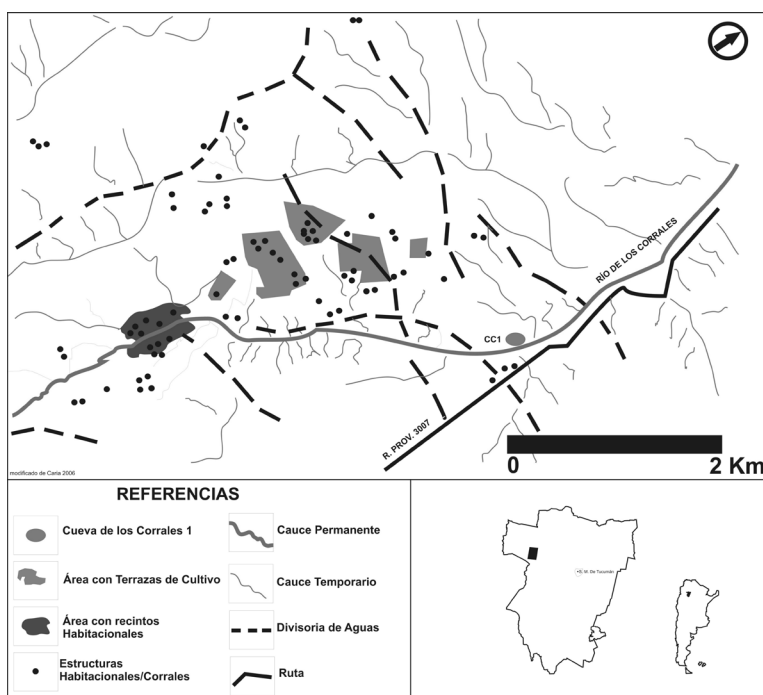 RÍO DE LOS CORRALES
CC1
R. PROV. 3007
0 2 Km
modificado de Caria 2006
REFERENCIAS
Cueva de los Corrales 1
Área con Terrazas de Cultivo
Área con recintos
Habitacionales
Estructuras
Habitacionales/Corrales
Cauce Permanente
Cauce Temporario
Divisoria de Aguas
Ruta
M. De Tucumán